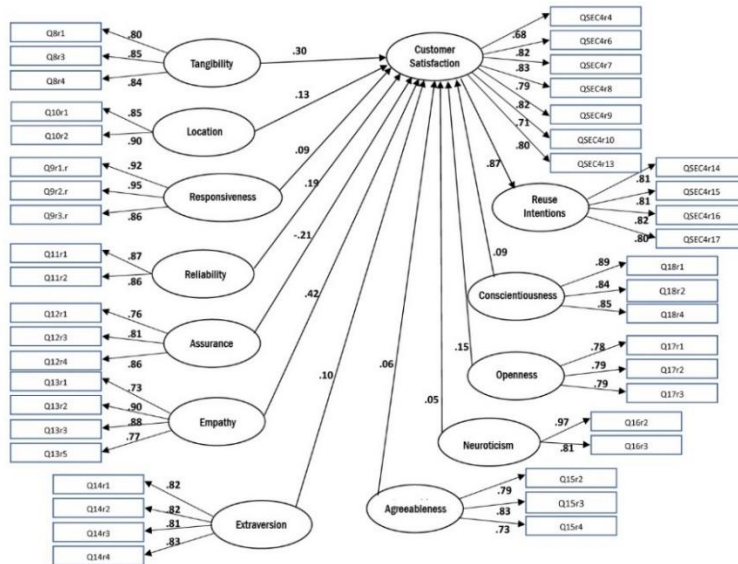 Q8r1
Q8r3
Q8r4
.80
.85
.84
Tangibility
.30
Q10r1
Q10r2
.85
.90
Location
.13
Q9r1.r
Q9r2.r
Q9r3.r
.92
.95
.86
Responsiveness
.09
Q11r1
Q11r2
.87
.86
Reliability
.19
Q12r1
Q12r3
Q12r4
.76
.81
.86
Assurance
-.21
Q13r1
Q13r2
Q13r3
Q13r5
.73
.90
.88
.77
Empathy
.42
Q14r1
Q14r2
Q14r3
Q14r4
.82
.82
.81
.83
Extraversion
.10
Customer
Satisfaction
.68
.82
.83
.79
.82
.71
.80
QSEC4r4
QSEC4r6
QSEC4r7
QSEC4r8
QSEC4r9
QSEC4r10
QSEC4r13
.87
Reuse
Intentions
.81
.81
.82
.80
QSEC4r14
QSEC4r15
QSEC4r16
QSEC4r17
.09
Conscientiousness
.89
.84
.85
Q18r1
Q18r2
Q18r4
.15
Openness
.78
.79
.79
Q17r1
Q17r2
Q17r3
.05
Neuroticism
.97
.81
Q16r2
Q16r3
.06
Agreeableness
.79
.83
.73
Q15r2
Q15r3
Q15r4